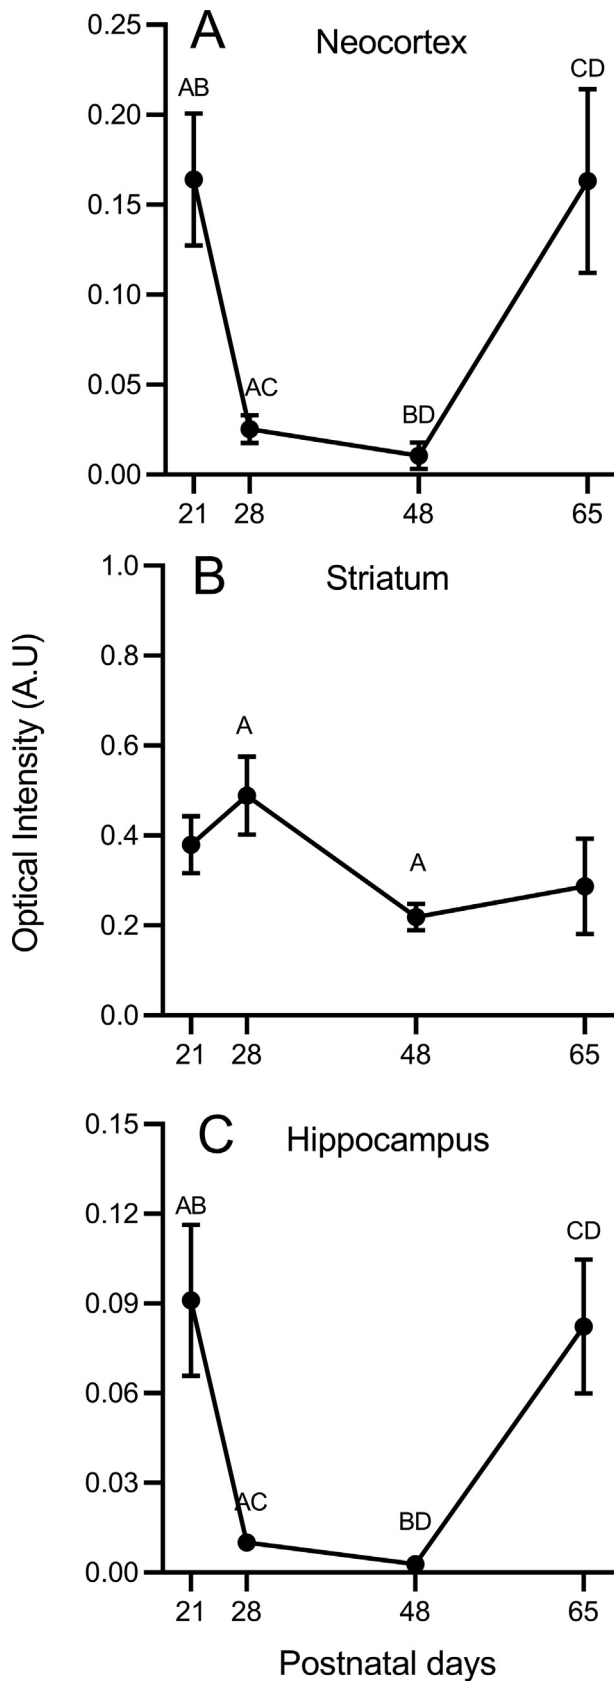 A
Neocortex
0.25
0.20
0.15
0.10
0.05
0.00
AB
AC
BD
CD
21 28 48 65
Optical Intensity (A.U)
B
Striatum
1.0
0.8
0.6
0.4
0.2
0.0
A
A
21 28 48 65
C
Hippocampus
0.15
0.12
0.09
0.06
0.03
0.00
AB
AC
BD
CD
21 28 48 65
Postnatal days